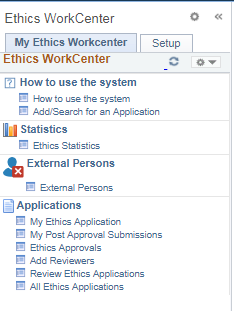 Ethics WorkCenter
My Ethics Workcenter
Setup
Ethics WorkCenter
How to use the system
How to use the system
Add/Search for an Application
Statistics
Ethics Statistics
External Persons
External Persons
Applications
My Ethics Application
My Post Approval Submissions
Ethics Approvals
Add Reviewers
Review Ethics Applications
All Ethics Applications